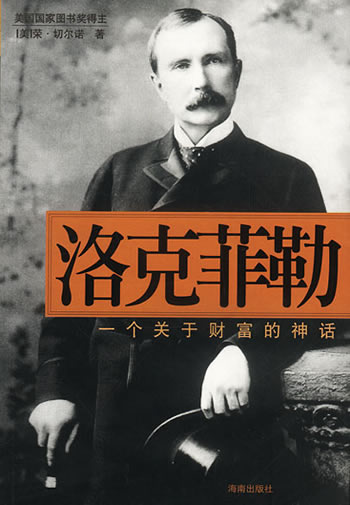 美国国家图书奖得主
[美]荣·切尔诺 著
洛克菲勒
一个关于财富的神话
海南出版社